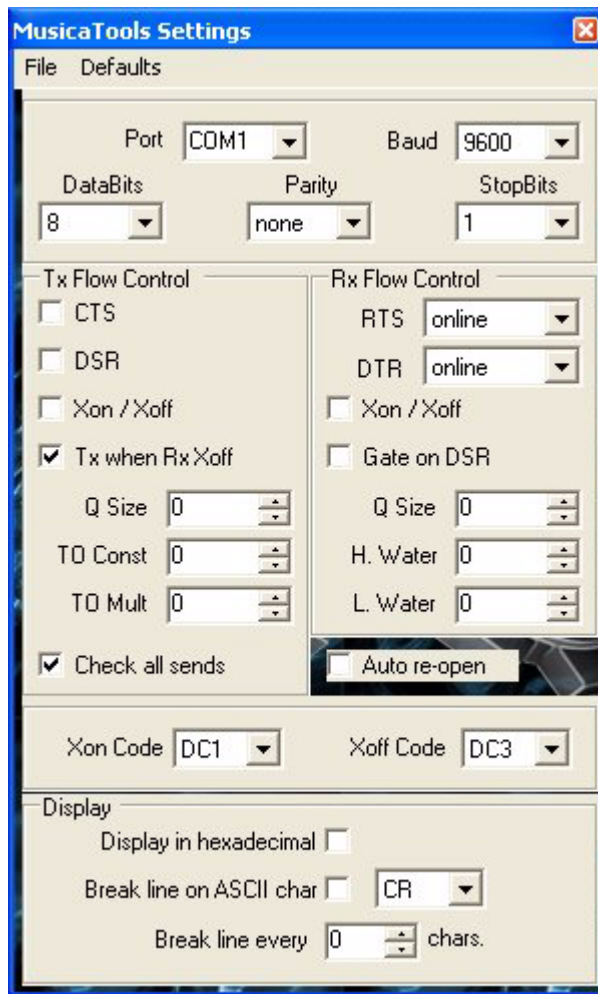 MusicaTools Settings
File Defaults
Port COM1 Baud 9600
DataBits Parity StopBits
8 none 1
Tx Flow Control
CTS
DSR
Xon / Xoff
Tx when Rx Xoff
Q Size 0
TO Const 0
TO Mult 0
Check all sends
Rx Flow Control
RTS online
DTR online
Xon / Xoff
Gate on DSR
Q Size 0
H. Water 0
L. Water 0
Auto re-open
Xon Code DC1 Xoff Code DC3
Display
Display in hexadecimal
Break line on ASCII char CR
Break line every 0 chars.